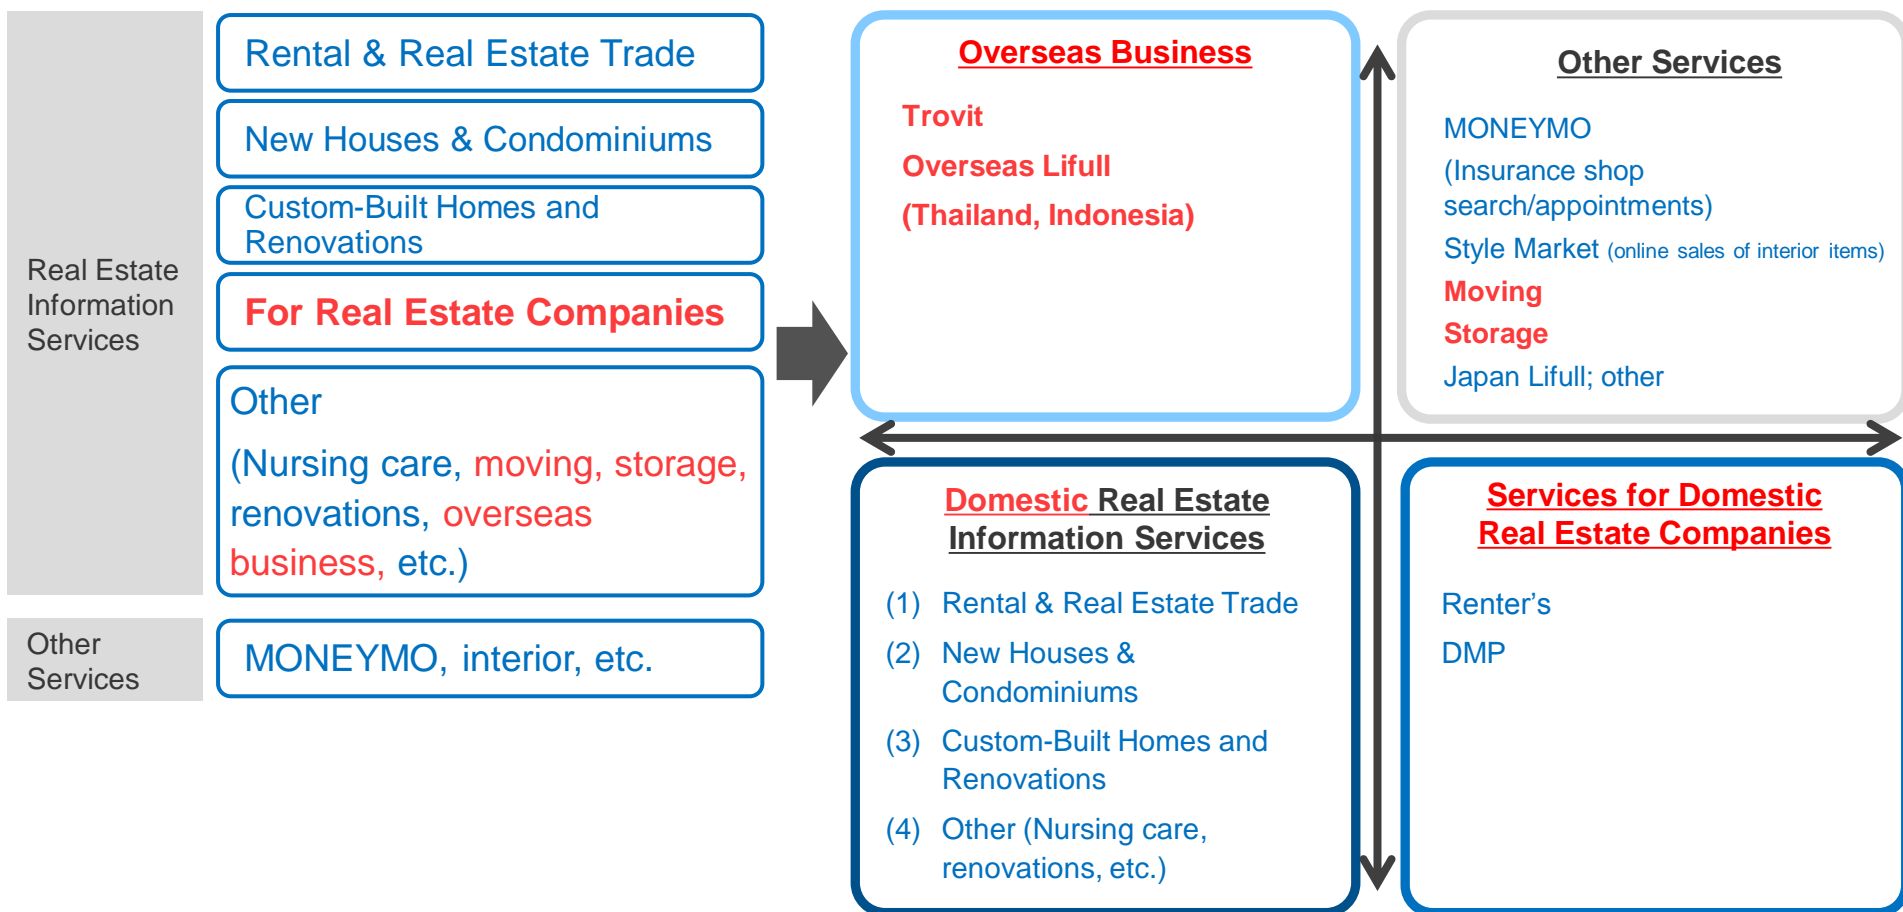 Real Estate
Information
Services
Rental & Real Estate Trade
New Houses & Condominiums
Custom-Built Homes and
Renovations
For Real Estate Companies
Other
(Nursing care, moving, storage,
renovations, overseas
business, etc.)
Other
Services
MONEYMO, interior, etc.
Overseas Business
Trovit
Overseas Lifull
(Thailand, Indonesia)
Other Services
MONEYMO
(Insurance shop
search/appointments)
Style Market (online sales of interior items)
Moving
Storage
Japan Lifull; other
Domestic Real Estate
Information Services
(1) Rental & Real Estate Trade
(2) New Houses &
Condominiums
(3) Custom-Built Homes and
Renovations
(4) Other (Nursing care,
renovations, etc.)
Services for Domestic
Real Estate Companies
Renter's
DMP